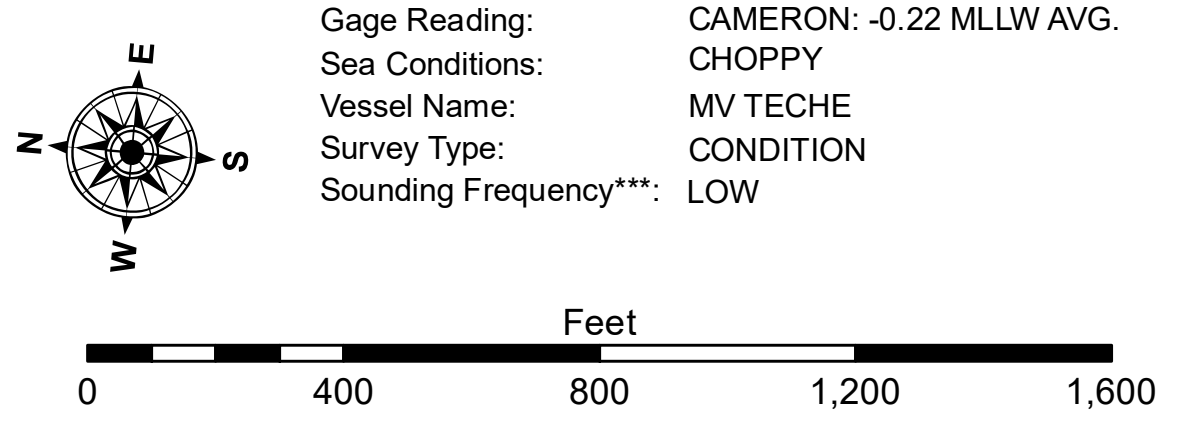 Gage Reading: CAMERON: -0.22 MLLW AVG.
Sea Conditions: CHOPPY
Vessel Name: MV TECHE
Survey Type: CONDITION
Sounding Frequency***: LOW
E
N
S
W
Feet
0 400 800 1,200 1,600